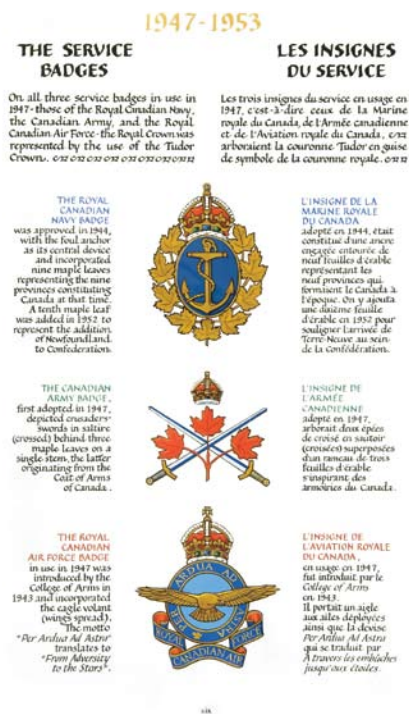 1947-1953
THE SERVICE
BADGES
On all three service badges in use in
1947-those of the Royal Canadian Navy,
the Canadian Army, and the Royal
Canadian Air Force-the Royal Crown was
represented by the use of the Tudor
Crown.
LES INSIGNES
DU SERVICE
Les trois insignes du service en usage en
1947, c'est-à-dire ceux de la Marine
royale du Canada, de l'Armée canadienne
et de l'Aviation royale du Canada,
arboraient la couronne Tudor en guise
de symbole de la couronne royale.
THE ROYAL
CANADIAN
NAVY BADGE
was approved in 1944,
with the foul anchor
as its central device
and incorporated
nine maple leaves
representing the nine
provinces constituting
Canada at that time.
A tenth maple leaf
was added in 1952 to
represent the addition
of Newfoundland
to Confederation.
L'INSIGNE DE LA
MARINE ROYALE
DU CANADA
adopté en 1944, était
constitué d'une ancre
engagée entourée de
neuf feuilles d'érable
représentant les
neuf provinces qui
formaient le Canada à
l'époque. On y ajouta
une dixième feuille
d'érable en 1952 pour
souligner l'arrivée de
Terre-Neuve au sein
de la Confédération.
THE CANADIAN
ARMY BADGE,
first adopted in 1947,
depicted crusaders'
swords in saltire
(crossed) behind three
maple leaves on a
single stem, the latter
originating from the
Coat of Arms
of Canada.
L'INSIGNE DE
L'ARMÉE
CANADIENNE
adopté en 1947,
arborait deux épées
de croisé en sautoir
(croisées) superposées
d'un rameau de trois
feuilles d'érable
s'inspirant des
armoiries du Canada.
THE ROYAL
CANADIAN
AIR FORCE BADGE
in use in 1947 was
introduced by the
College of Arms in
1943 and incorporated
the eagle volant
(wings spread).
The motto
"Per Ardua Ad Astra"
translates to
"From Adversity
to the Stars".
PER ARDUA AD ASTRA
ROYAL CANADIAN AIR FORCE
L'INSIGNE DE
L'AVIATION ROYALE
DU CANADA,
en usage en 1947,
fut introduit par le
College of Arms
en 1943.
Il portait un aigle
aux ailes déployées
ainsi que la devise
Per Ardua Ad Astra
qui se traduit par
À travers les embûches
jusqu'aux étoiles.